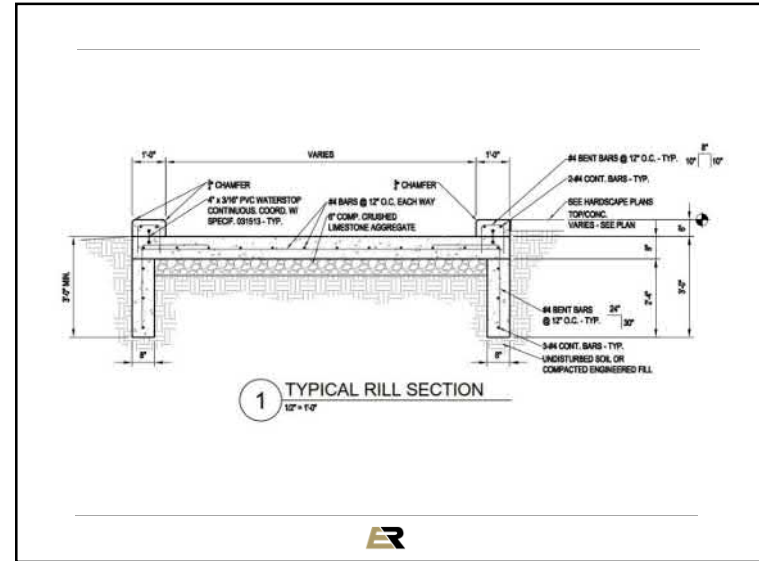 1'-0"
VARIES
1'-0"
#4 BENT BARS @ 12" O.C. - TYP.
8"
10"
10"
CHAMFER
CHAMFER
2-#4 CONT. BARS - TYP.
4" x 3/16" PVC WATERSTOP
CONTINUOUS. COORD. W/
SPECIF. 031513 - TYP.
#4 BARS @ 12" O.C. EACH WAY
6" COMP. CRUSHED
LIMESTONE AGGREGATE
SEE HARDSCAPE PLANS
TOP/CONC.
VARIES - SEE PLAN
3'-0" MIN.
8"
2'-4"
3'-0"
#4 BENT BARS
@ 12" O.C. - TYP.
24"
30"
3-#4 CONT. BARS - TYP.
8"
8"
UNDISTURBED SOIL OR
COMPACTED ENGINEERED FILL
1
TYPICAL RILL SECTION
1/2" = 1'-0"
ER